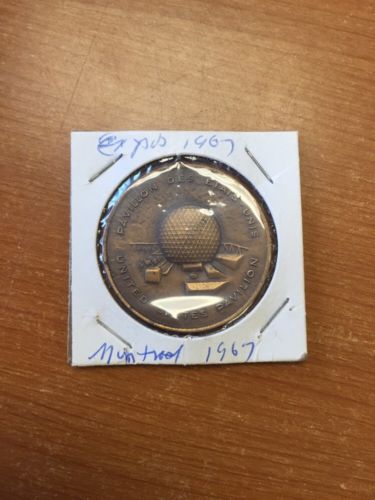 Expo 1967
PAVILLON DES ETATS-UNIS
UNITED STATES PAVILION
Montreal 1967